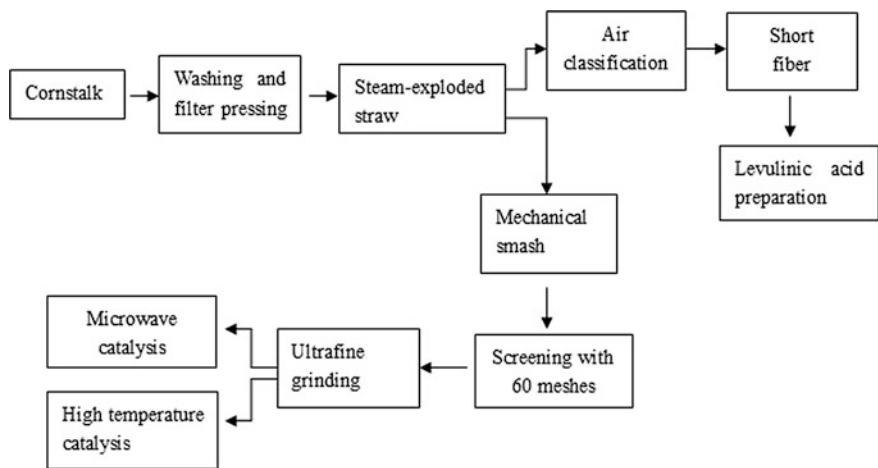 Cornstalk
Washing and
filter pressing
Steam-exploded
straw
Air
classification
Short
fiber
Levulinic acid
preparation
Mechanical
smash
Screening with
60 meshes
Ultrafine
grinding
Microwave
catalysis
High temperature
catalysis